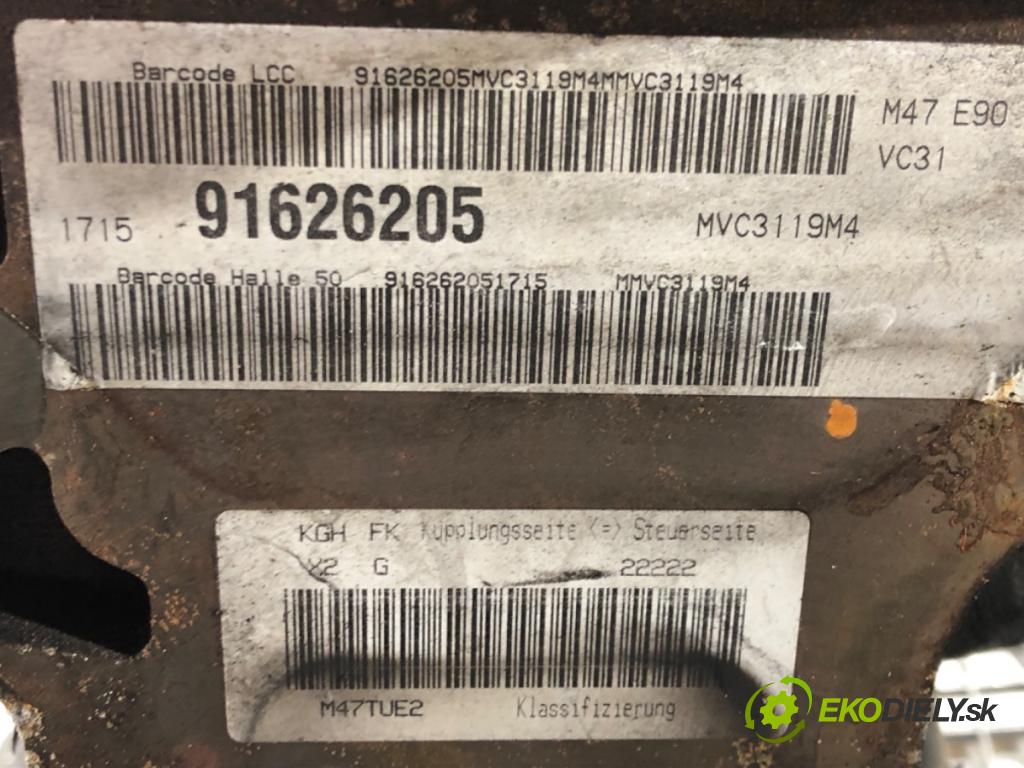 Barcode LCC 91626205MVC3119M4MMVC3119M4
M47 E90
VC31
1715 91626205 MVC3119M4
Barcode Halle 50 916262051715 MMVC3119M4
KGH FK Kupplungsseite <=> Steuerseite
X2 G 22222
M47TUE2 Klassifizierung
EKODIELY.sk